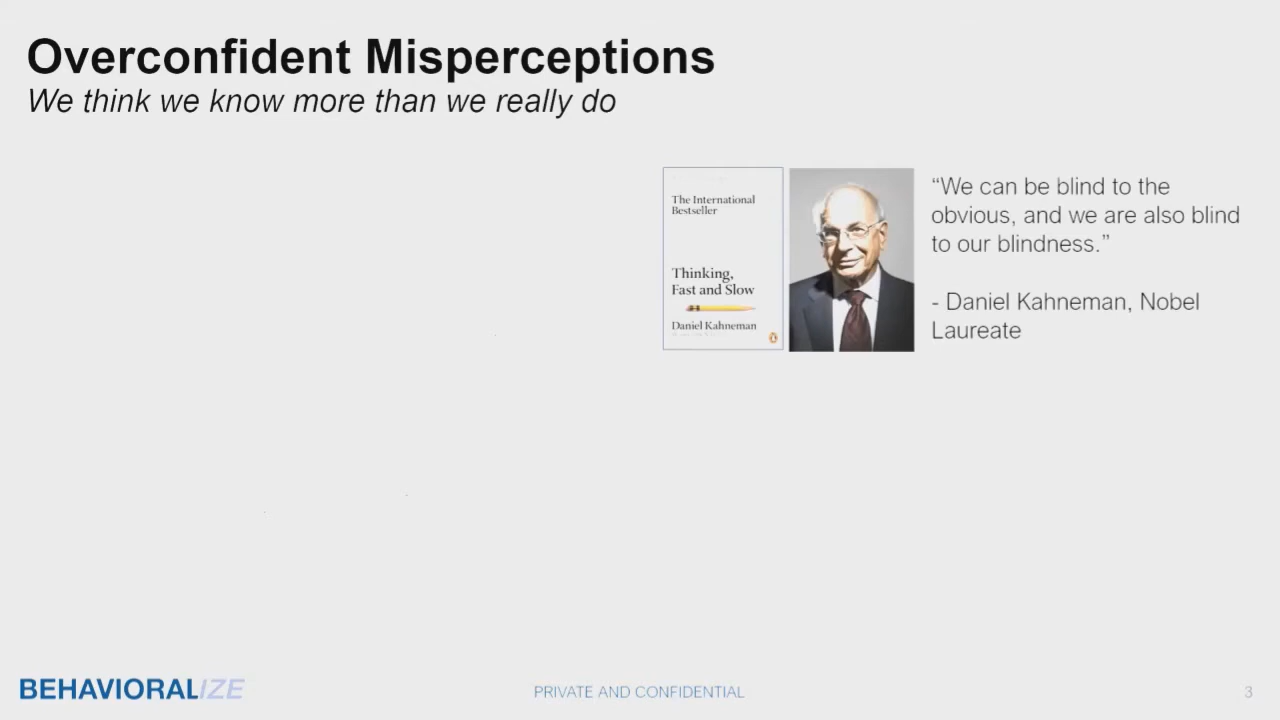 Overconfident Misperceptions
We think we know more than we really do
The International
Bestseller
Thinking,
Fast and Slow
Daniel Kahneman
“We can be blind to the
obvious, and we are also blind
to our blindness.”
- Daniel Kahneman, Nobel
Laureate
BEHAVIORALIZE
PRIVATE AND CONFIDENTIAL
3